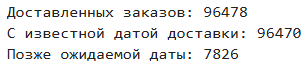 Доставленных заказов: 96478
С известной датой доставки: 96470
Позже ожидаемой даты: 7826